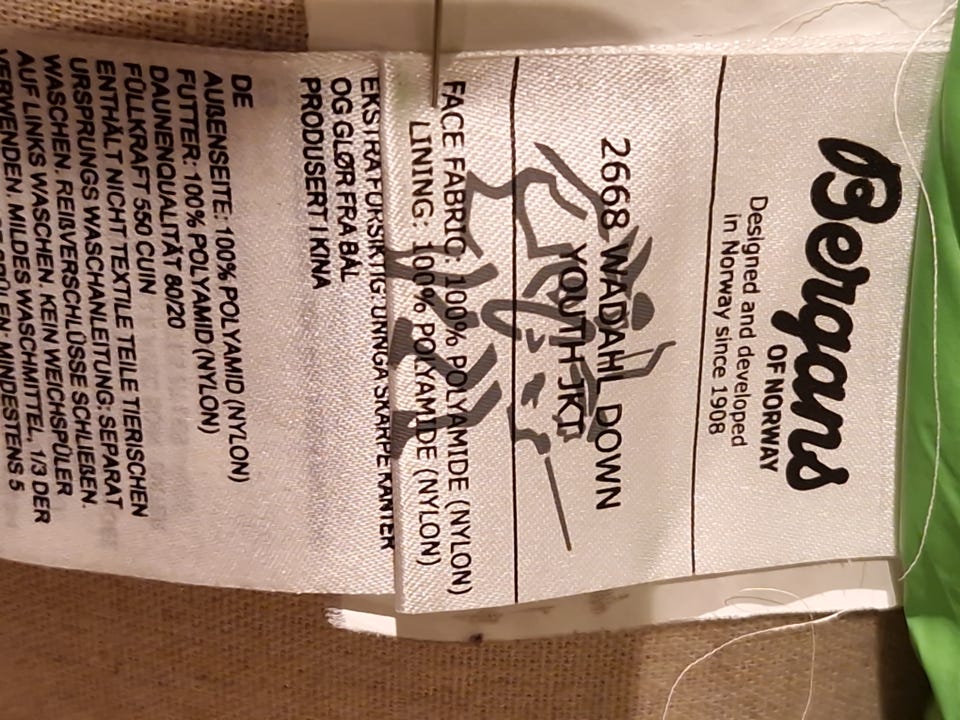 Bergans
OF NORWAY
Designed and developed
in Norway since 1908
2668 WADAHL DOWN
YOUTH JKT
FACE FABRIC: 100% POLYAMIDE (NYLON)
LINING: 100% POLYAMIDE (NYLON)
EKSTRA FORSIKTIG: UNNGÅ SKARPE KANTER
OG GLØR FRA BÅL
PRODUSERT I KINA
DE
AUßENSEITE: 100% POLYAMID (NYLON)
FUTTER: 100% POLYAMID (NYLON)
DAUNENQUALITÄT 80/20
FÜLLKRAFT 550 CUIN
ENTHÄLT NICHT TEXTILE TEILE TIERISCHEN
URSPRUNGS WASCHANLEITUNG: SEPARAT
WASCHEN. REIßVERSCHLÜSSE SCHLIEßEN.
AUF LINKS WASCHEN. KEIN WEICHSPÜLER
VERWENDEN. MILDES WASCHMITTEL, 1/3 DER
MINDESTENS 5